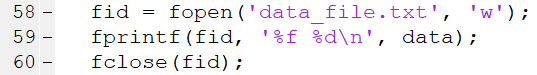 58 - fid = fopen('data_file.txt', 'w');
59 - fprintf(fid, '%f %d\n', data);
60 - fclose(fid);